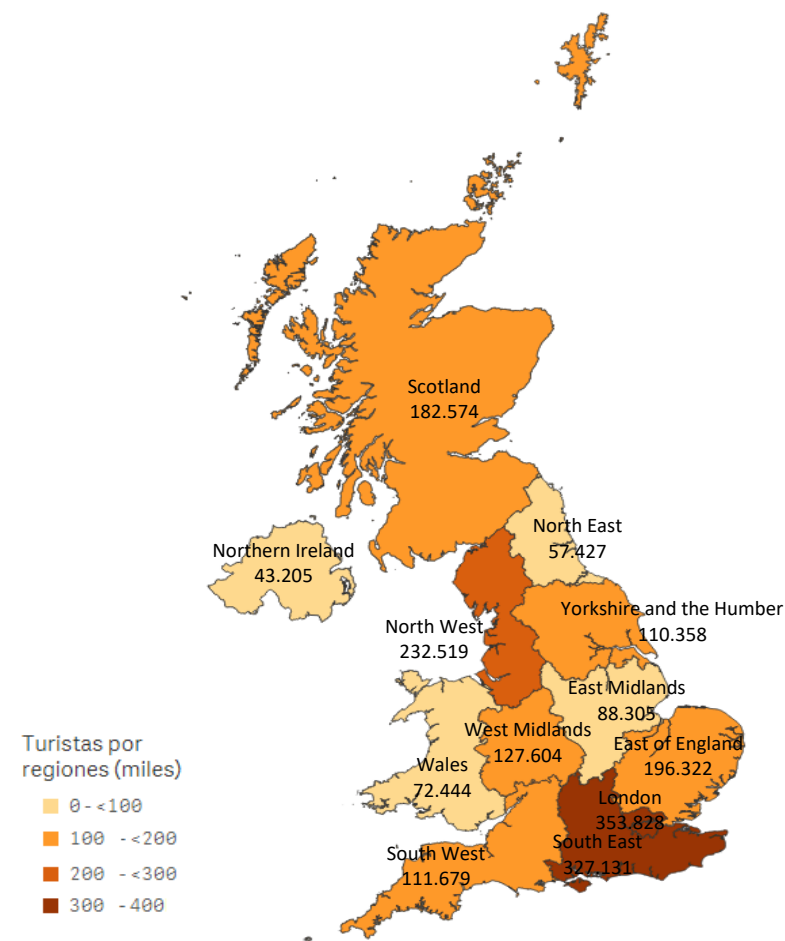 Scotland
182.574
North East
57.427
Northern Ireland
43.205
Yorkshire and the Humber
110.358
North West
232.519
East Midlands
88.305
West Midlands
127.604
East of England
196.322
Wales
72.444
London
353.828
South East
327.131
South West
111.679
Turistas por
regiones (miles)
0-<100
100 -<200
200 -<300
300 -400